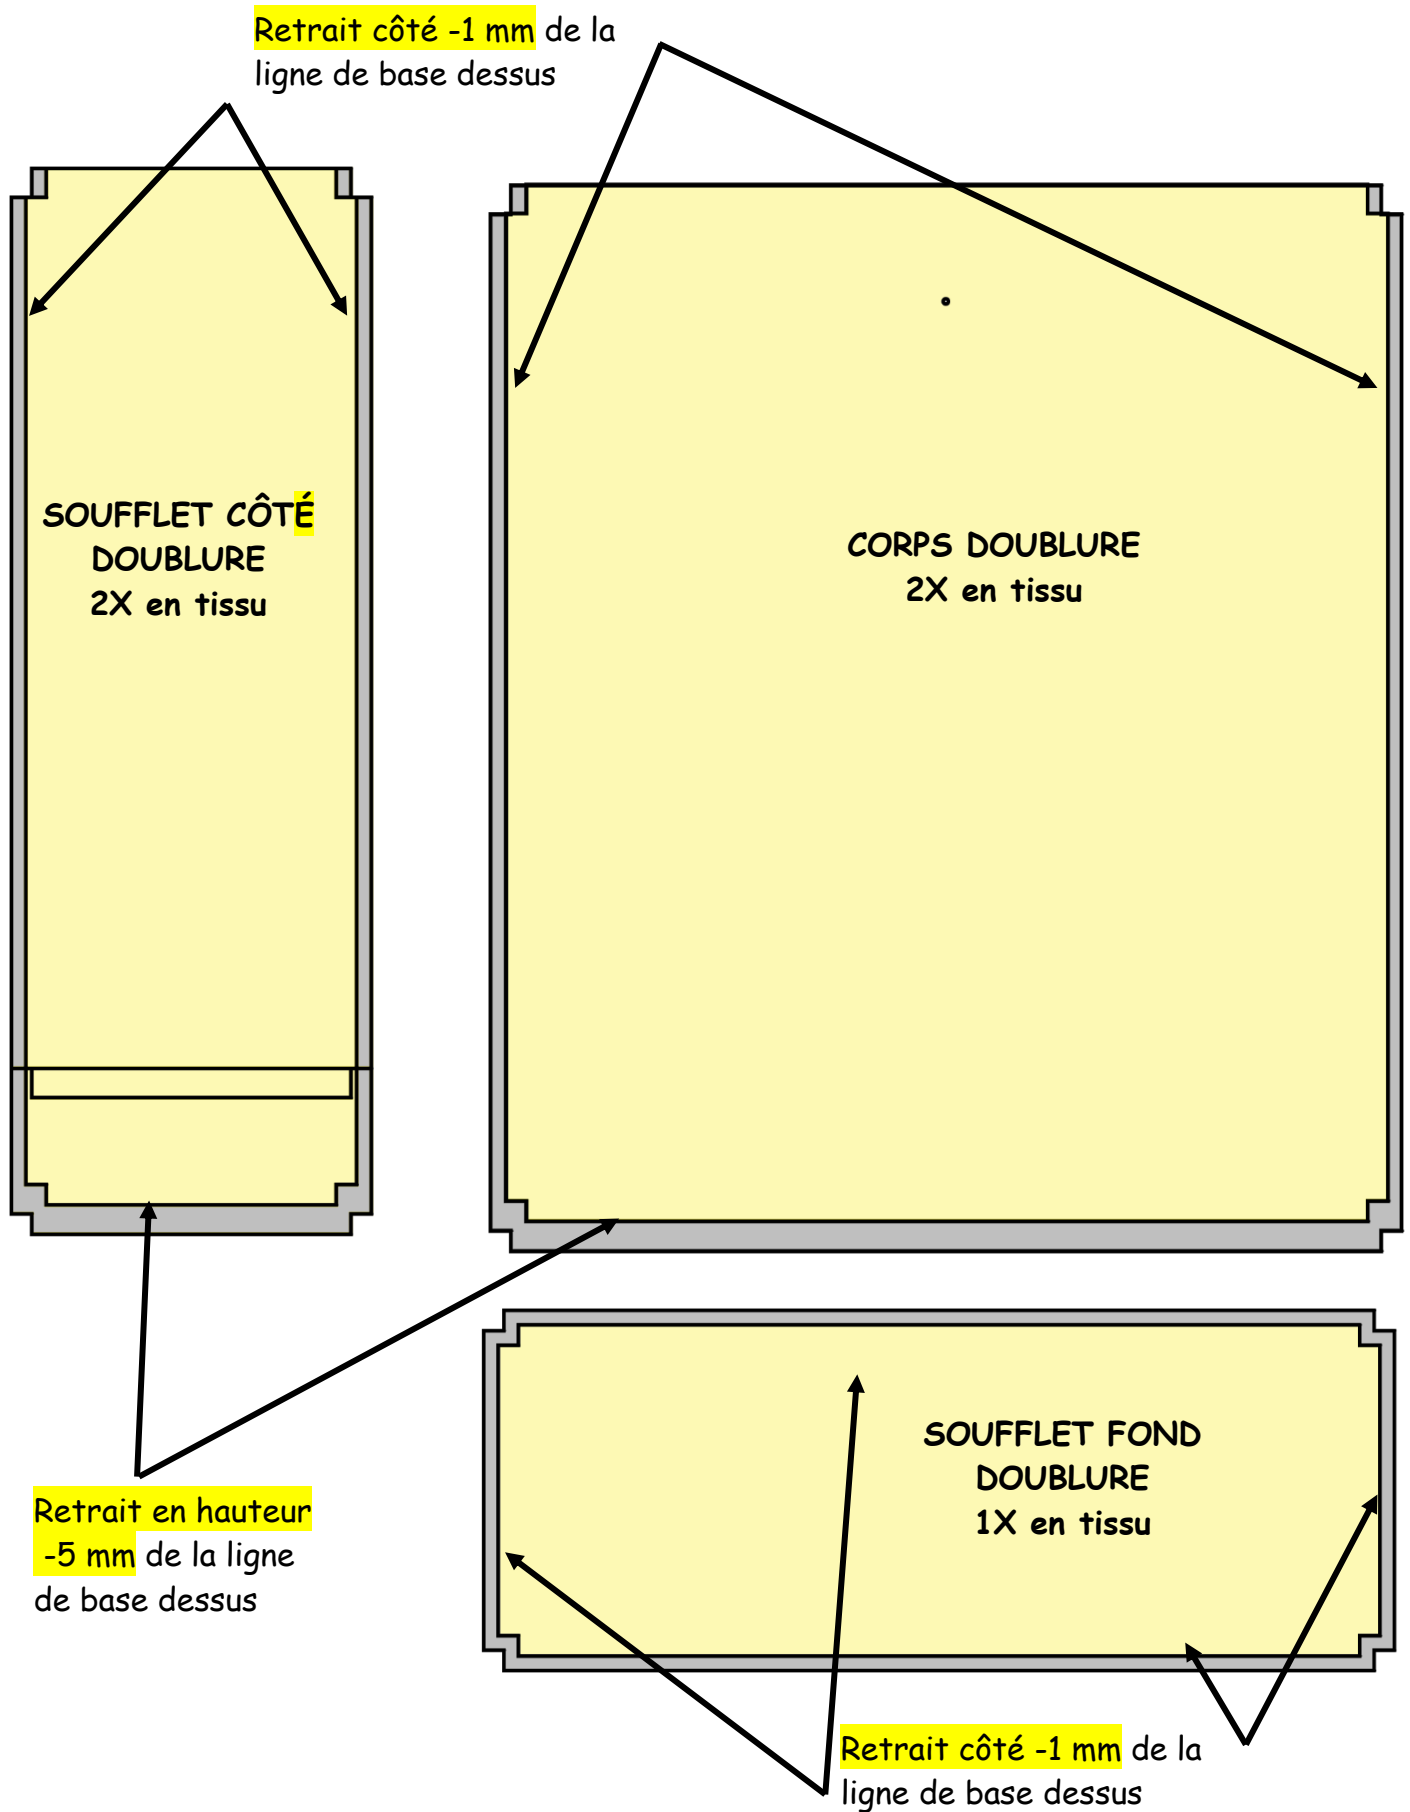 Retrait côté -1 mm de la
ligne de base dessus
SOUFFLET CÔTÉ
DOUBLURE
2X en tissu
CORPS DOUBLURE
2X en tissu
SOUFFLET FOND
DOUBLURE
1X en tissu
Retrait en hauteur
-5 mm de la ligne
de base dessus
Retrait côté -1 mm de la
ligne de base dessus